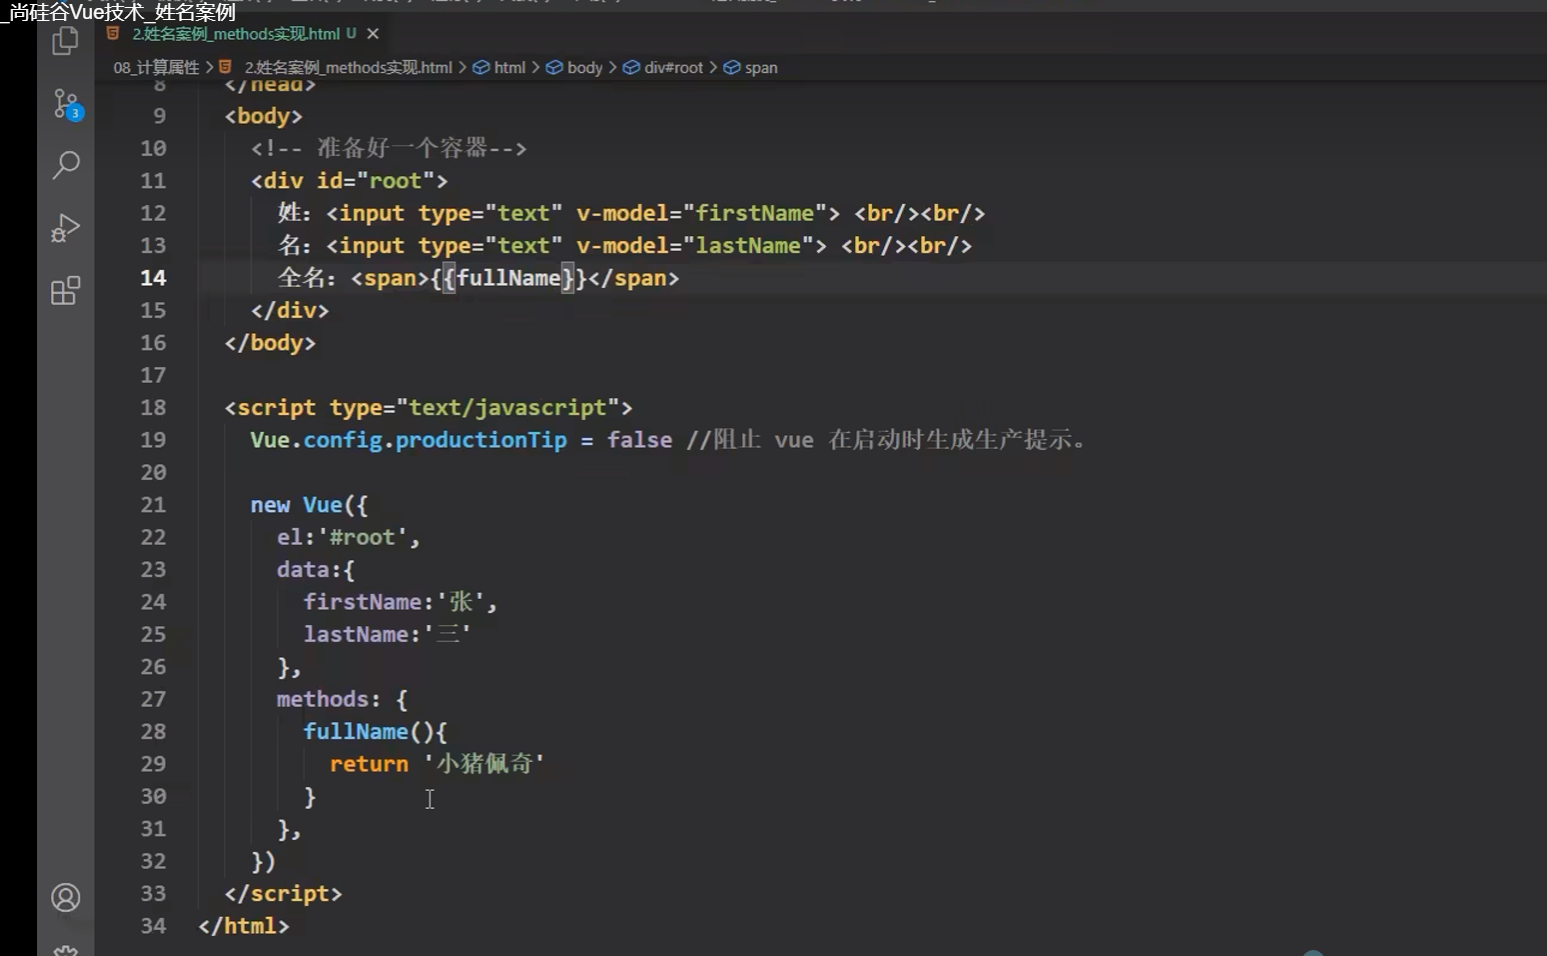 _尚硅谷Vue技术_姓名案例
2.姓名案例_methods实现.html U
08_计算属性 > 2.姓名案例_methods实现.html > html > body > div#root > span
3
8 </head>
9 <body>
10 <!-- 准备好一个容器-->
11 <div id="root">
12 姓：<input type="text" v-model="firstName"> <br/><br/>
13 名：<input type="text" v-model="lastName"> <br/><br/>
14 全名：<span>{{fullName}}</span>
15 </div>
16 </body>
17
18 <script type="text/javascript">
19 Vue.config.productionTip = false //阻止 vue 在启动时生成生产提示。
20
21 new Vue({
22 el:'#root',
23 data:{
24 firstName:'张',
25 lastName:'三'
26 },
27 methods: {
28 fullName(){
29 return '小猪佩奇'
30 }
31 },
32 })
33 </script>
34 </html>